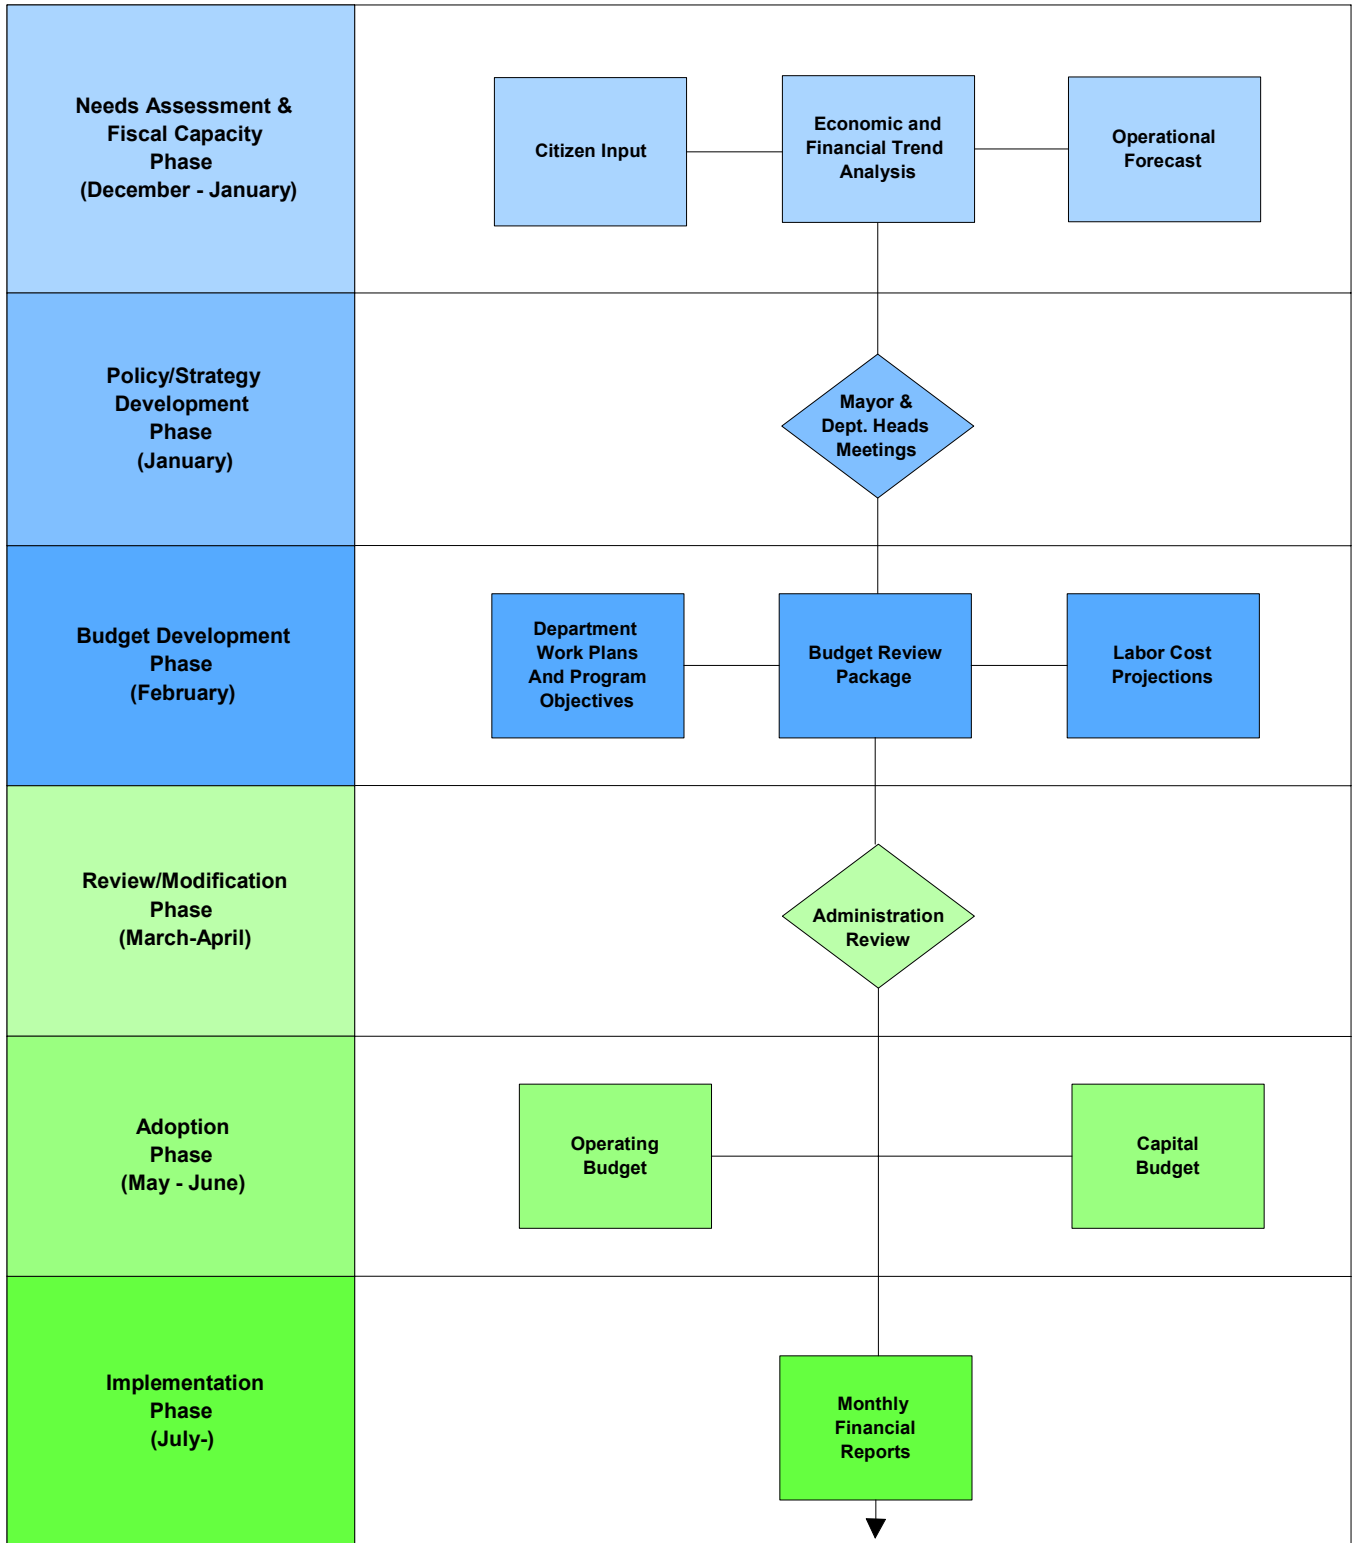 Needs Assessment &
Fiscal Capacity
Phase
(December - January)
Citizen Input
Economic and
Financial Trend
Analysis
Operational
Forecast
Policy/Strategy
Development
Phase
(January)
Mayor &
Dept. Heads
Meetings
Budget Development
Phase
(February)
Department
Work Plans
And Program
Objectives
Budget Review
Package
Labor Cost
Projections
Review/Modification
Phase
(March-April)
Administration
Review
Adoption
Phase
(May - June)
Operating
Budget
Capital
Budget
Implementation
Phase
(July-)
Monthly
Financial
Reports